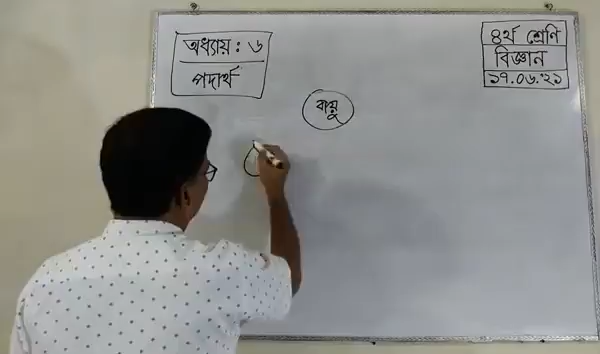 অধ্যায় : ৬
পদার্থ
৪র্থ শ্রেণি
বিজ্ঞান
১৭.০৬.২১
বায়ু